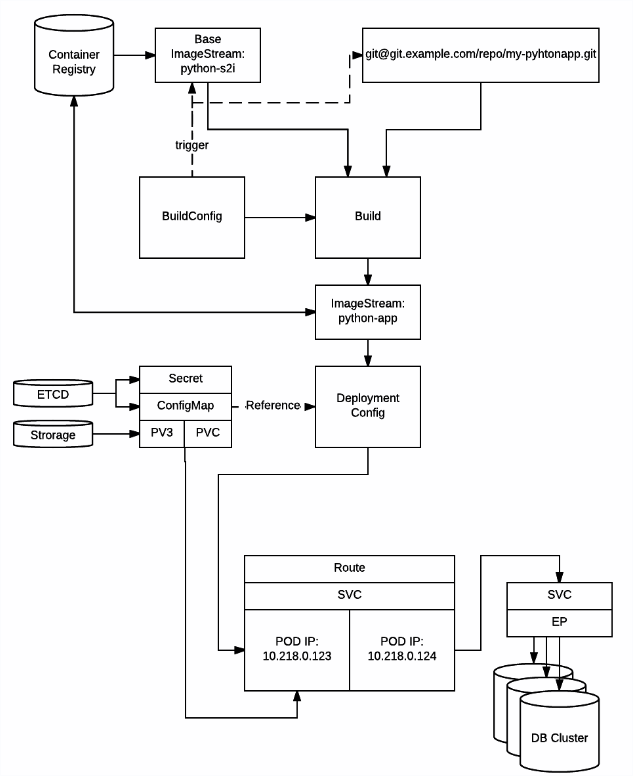 Container
Registry
Base
ImageStream:
python-s2i
git@git.example.com/repo/my-pyhtonapp.git
trigger
BuildConfig
Build
ImageStream:
python-app
ETCD
Secret
ConfigMap
Reference
Deployment
Config
Strorage
PV3
PVC
Route
SVC
POD IP:
10.218.0.123
POD IP:
10.218.0.124
SVC
EP
DB Cluster